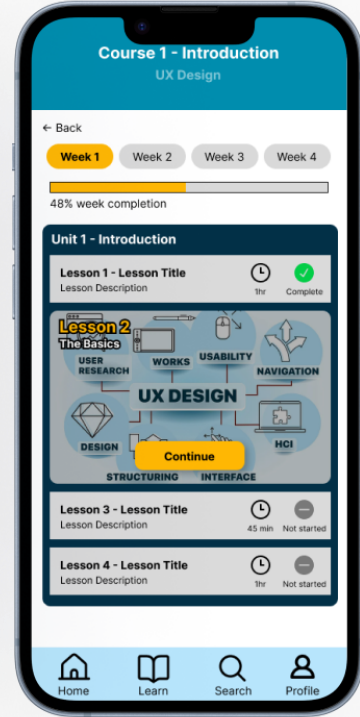 Course 1 - Introduction
UX Design
← Back
Week 1 Week 2 Week 3 Week 4
48% week completion
Unit 1 - Introduction
Lesson 1 - Lesson Title
Lesson Description
1hr Complete
Lesson 2
The Basics
USER RESEARCH
WORKS
USABILITY
NAVIGATION
UX DESIGN
DESIGN
HCI
Continue
STRUCTURING
INTERFACE
Lesson 3 - Lesson Title
Lesson Description
45 min Not started
Lesson 4 - Lesson Title
Lesson Description
1hr Not started
Home Learn Search Profile